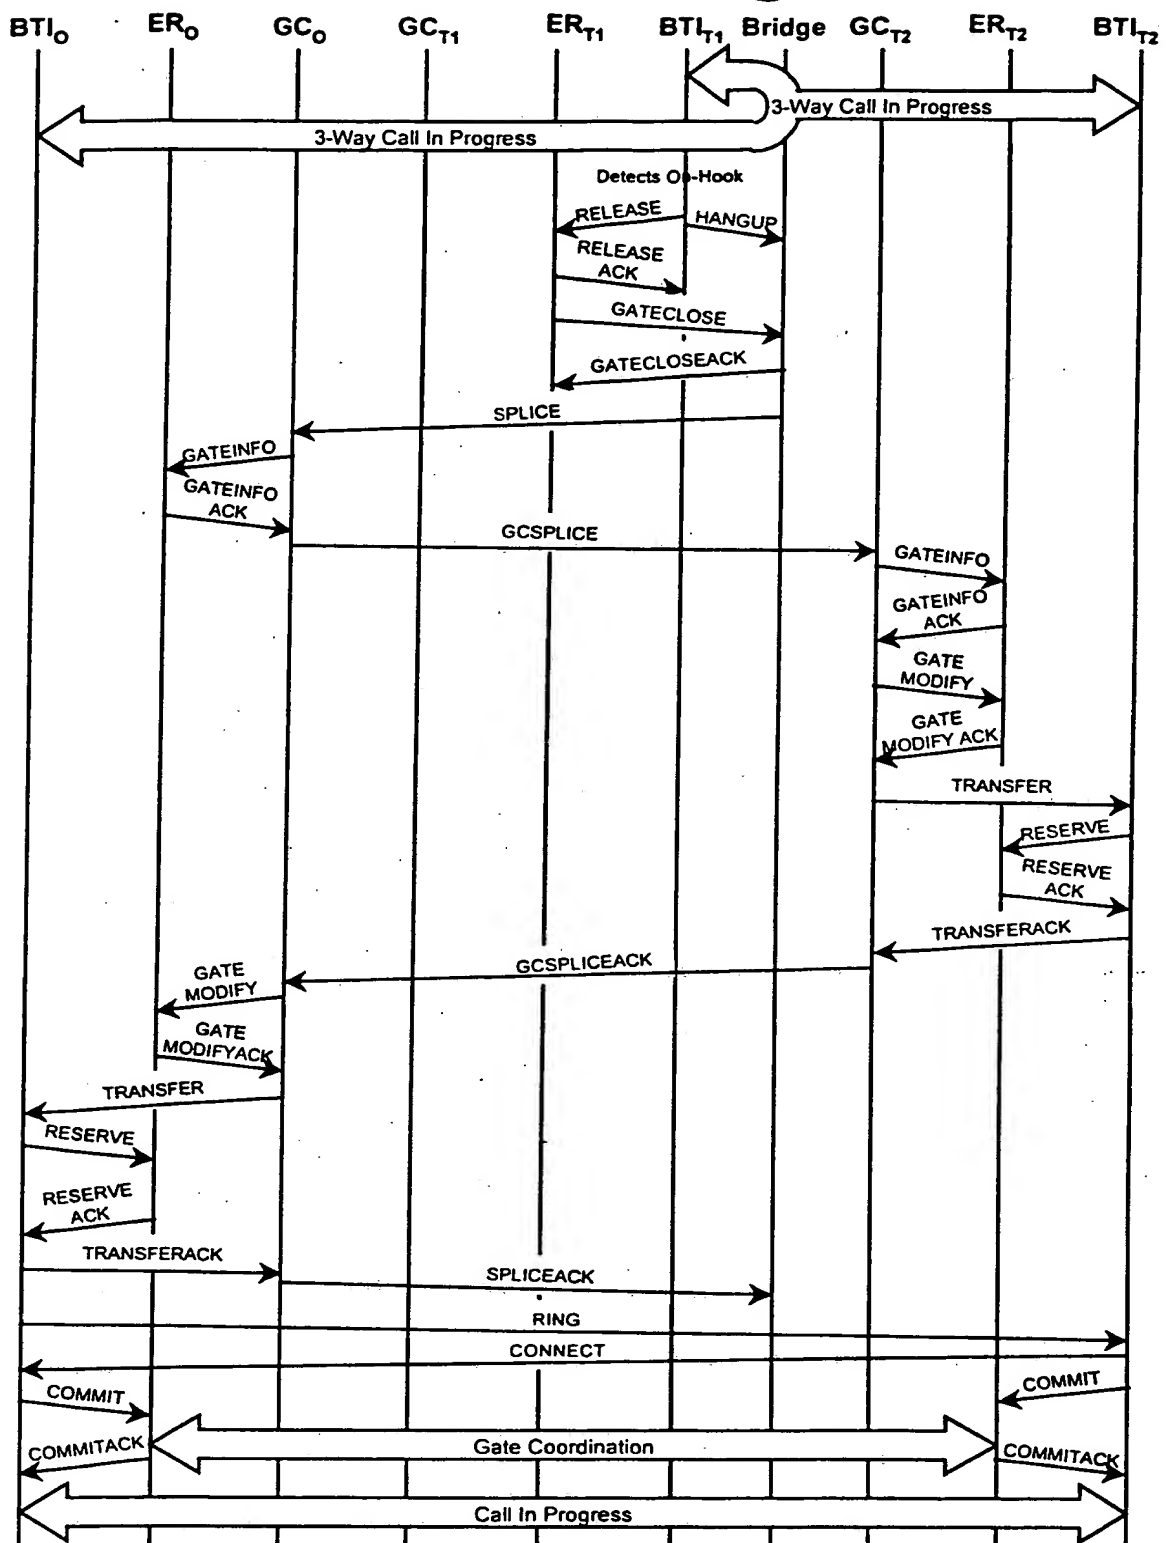 BTIO ERO GCO GCT1 ERT1 BTIT1 Bridge GCT2 ERT2 BTIT2
3-Way Call In Progress
3-Way Call In Progress
Detects On-Hook
RELEASE
HANGUP
RELEASE
ACK
GATECLOSE
GATECLOSEACK
SPLICE
GATEINFO
GATEINFO
ACK
GCSPLICE
GATEINFO
GATEINFO
ACK
GATE
MODIFY
GATE
MODIFY ACK
TRANSFER
RESERVE
RESERVE
ACK
TRANSFERACK
GCSPLICEACK
GATE
MODIFY
GATE
MODIFYACK
TRANSFER
RESERVE
RESERVE
ACK
TRANSFERACK
SPLICEACK
RING
CONNECT
COMMIT
COMMIT
Gate Coordination
COMMITACK
COMMITACK
Call In Progress